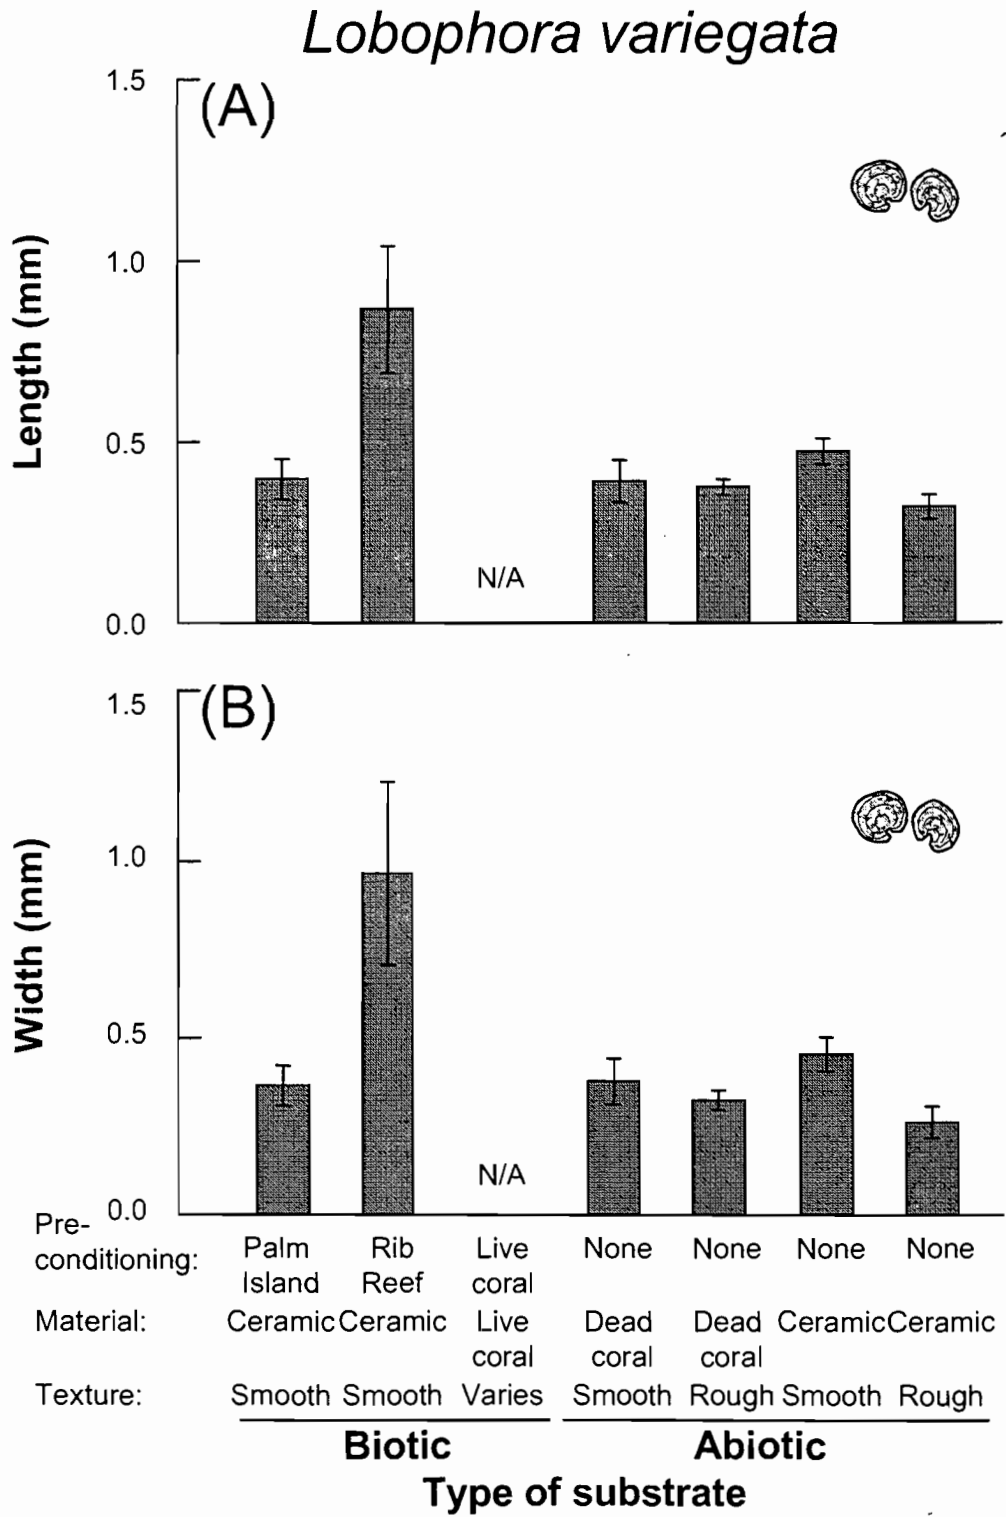 Lobophora variegata
(A)
Length (mm)
1.5
1.0
0.5
0.0
N/A
(B)
Width (mm)
1.5
1.0
0.5
0.0
N/A
Pre-
conditioning:
Palm Rib Live None None None None
Island Reef coral
Material: Ceramic Ceramic Live Dead Dead Ceramic Ceramic
coral coral coral
Texture: Smooth Smooth Varies Smooth Rough Smooth Rough
Biotic Abiotic
Type of substrate